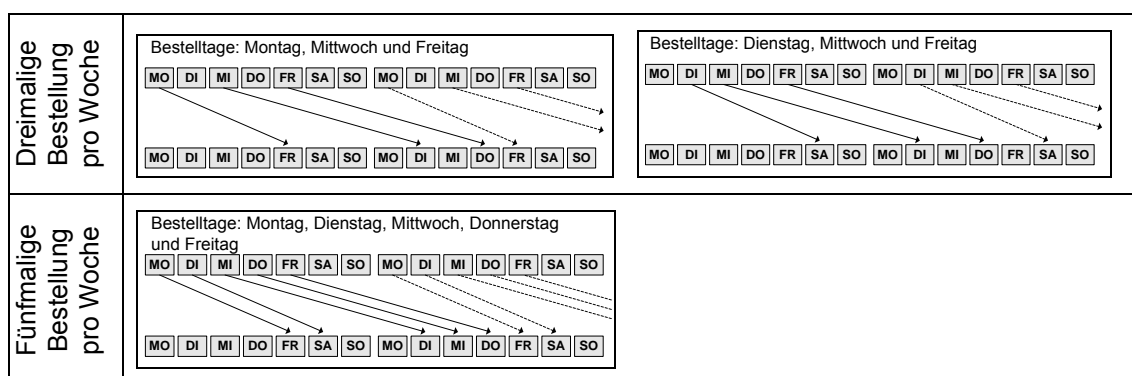 Dreimalige
Bestellung
pro Woche
Bestelltage: Montag, Mittwoch und Freitag
MO DI MI DO FR SA SO MO DI MI DO FR SA SO
MO DI MI DO FR SA SO MO DI MI DO FR SA SO
Bestelltage: Dienstag, Mittwoch und Freitag
MO DI MI DO FR SA SO MO DI MI DO FR SA SO
MO DI MI DO FR SA SO MO DI MI DO FR SA SO
Fünfmalige
Bestellung
pro Woche
Bestelltage: Montag, Dienstag, Mittwoch, Donnerstag
und Freitag
MO DI MI DO FR SA SO MO DI MI DO FR SA SO
MO DI MI DO FR SA SO MO DI MI DO FR SA SO